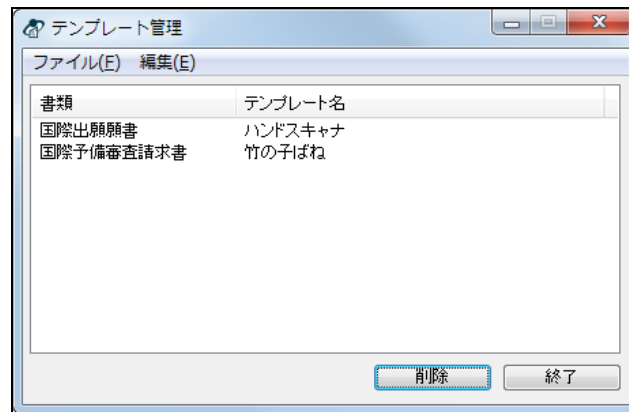 テンプレート管理
ファイル(F) 編集(E)
書類 テンプレート名
国際出願願書 ハンドスキャナ
国際予備審査請求書 竹の子ばね
削除 終了